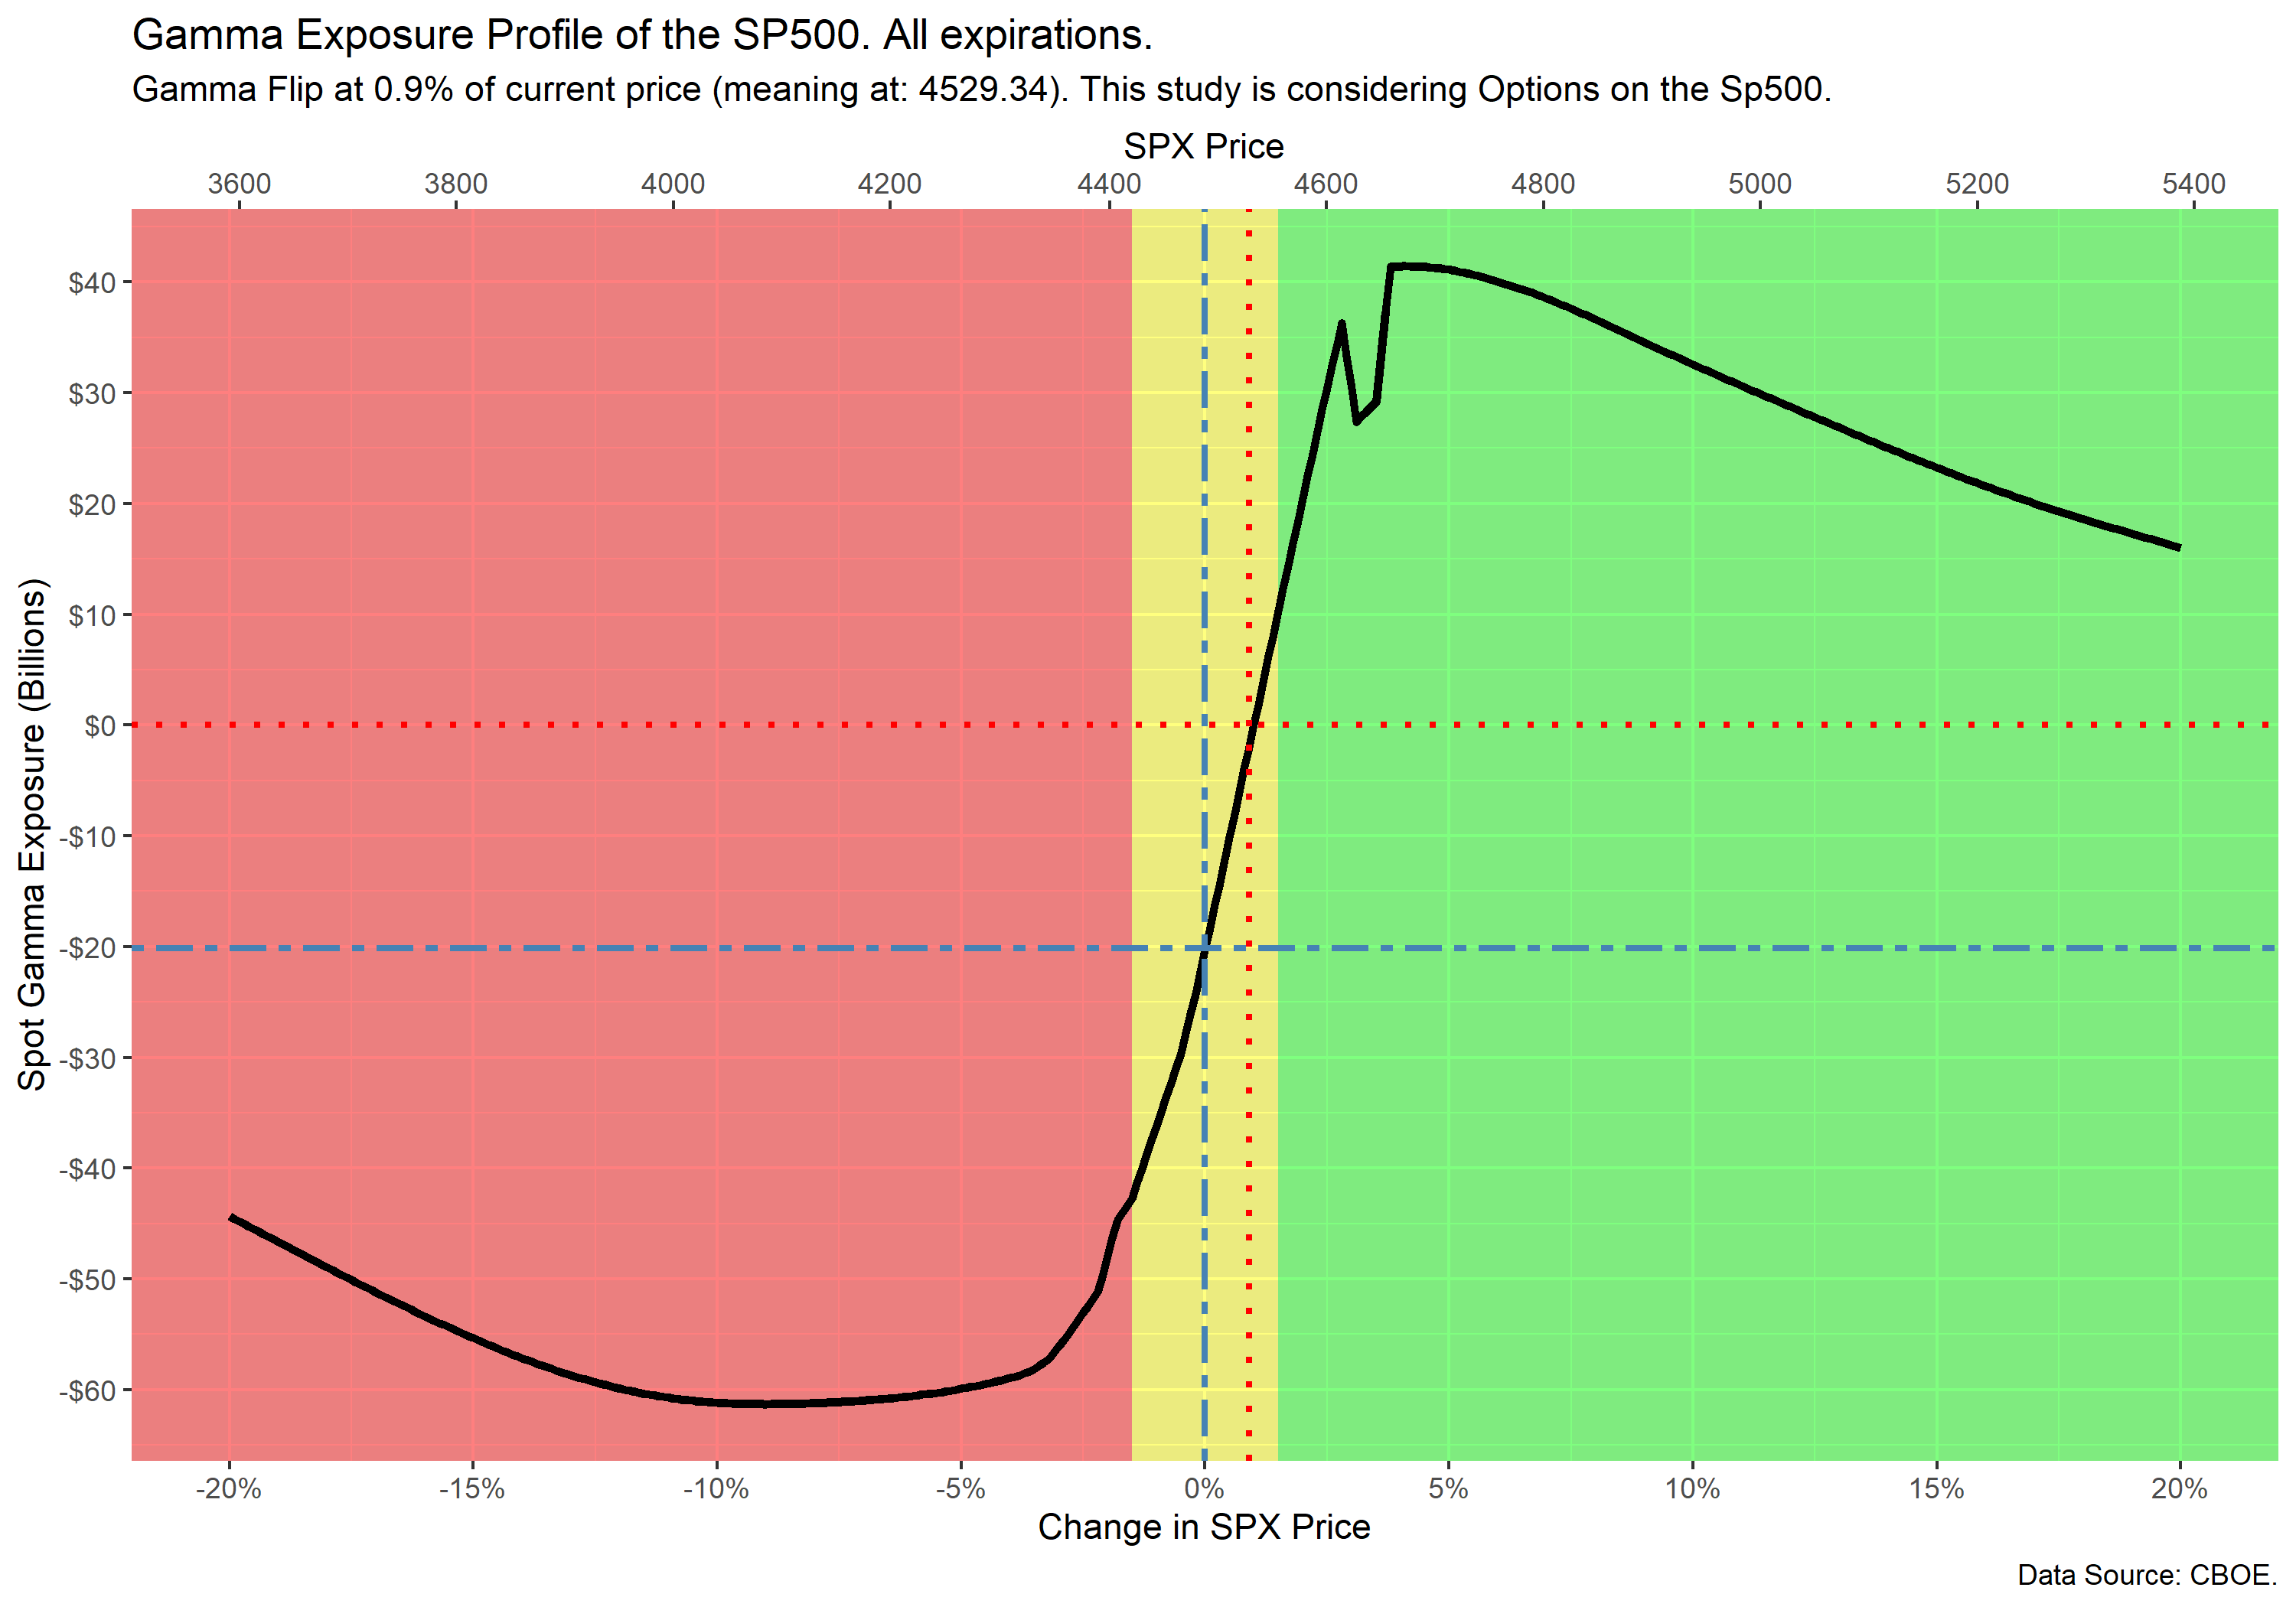 Gamma Exposure Profile of the SP500. All expirations.
Gamma Flip at 0.9% of current price (meaning at: 4529.34). This study is considering Options on the Sp500.
SPX Price
3600 3800 4000 4200 4400 4600 4800 5000 5200 5400
Spot Gamma Exposure (Billions)
$40
$30
$20
$10
$0
-$10
-$20
-$30
-$40
-$50
-$60
-20% -15% -10% -5% 0% 5% 10% 15% 20%
Change in SPX Price
Data Source: CBOE.